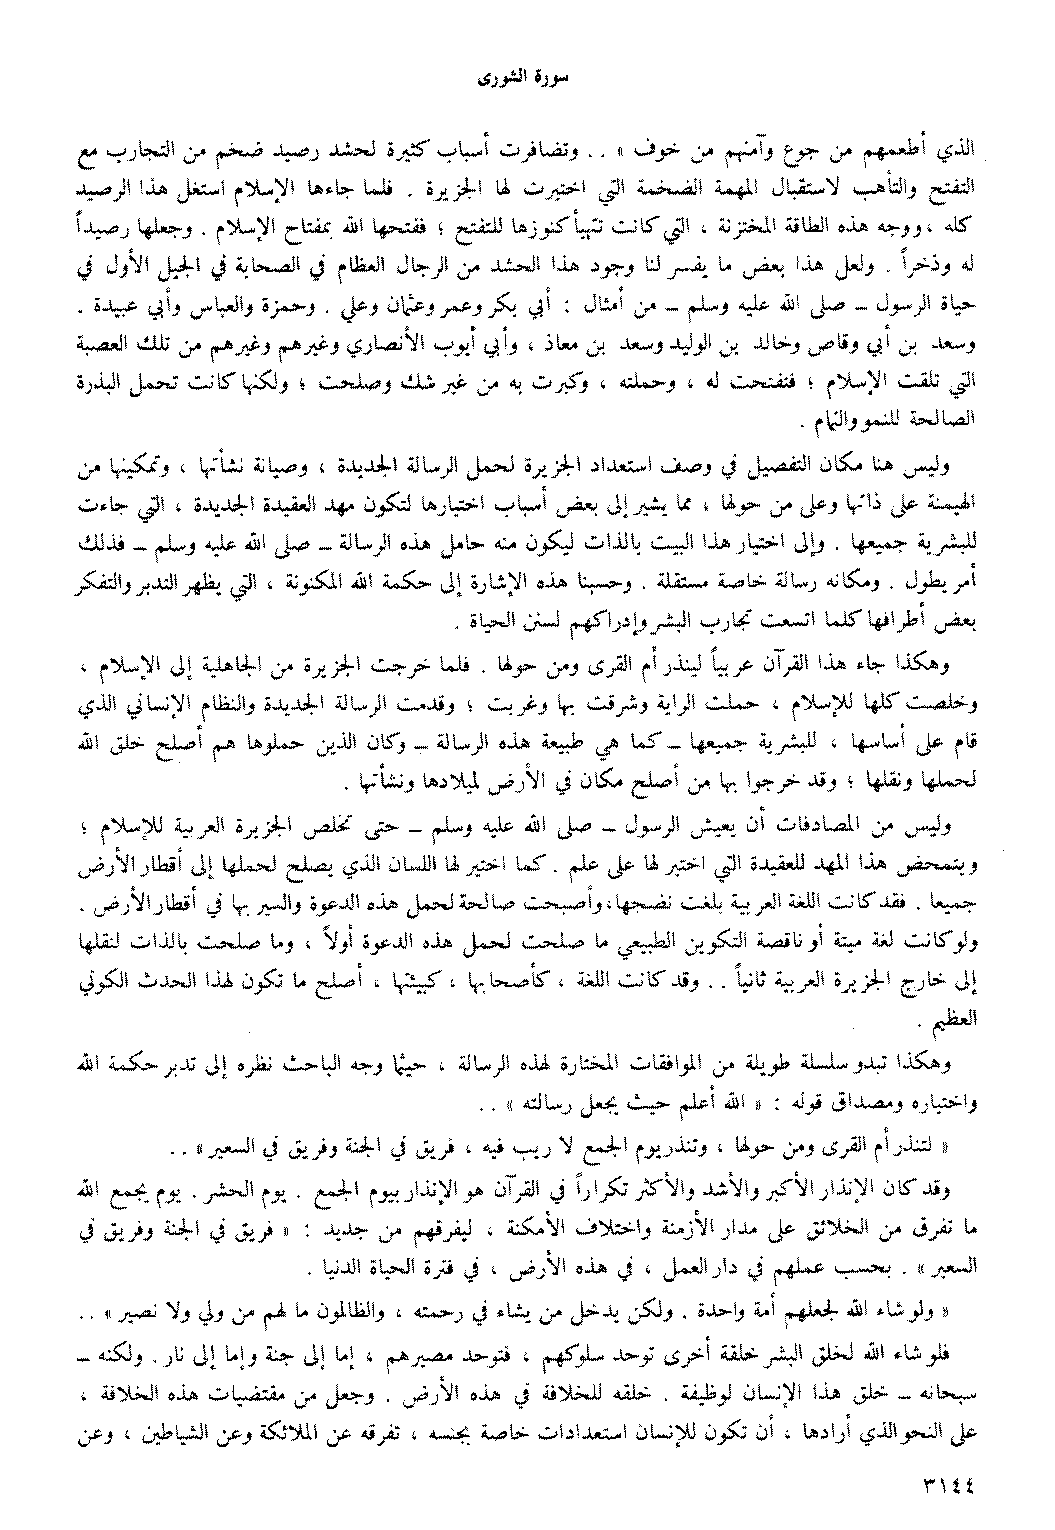 سورة الشورى
الذي أطعمهم من جوع وآمنهم من خوف » .. وتضافرت أسباب كثيرة لحشد رصيد ضخم من التجارب مع
التفتح والتأهب لاستقبال المهمة الضخمة التي اختيرت لها الجزيرة . فلما جاءها الإسلام استغل هذا الرصيد
كله ، ووجه هذه الطاقة المختزنة ، التي كانت تتهيأ كنوزها للتفتح ؛ ففتحها الله بمفتاح الإسلام . وجعلها رصيداً
له وذخراً . ولعل هذا بعض ما يفسر لنا وجود هذا الحشد من الرجال العظام في الصحابة في الجيل الأول في
حياة الرسول – صلى الله عليه وسلم – من أمثال : أبي بكر وعمر وعثمان وعلي . وحمزة والعباس وأبي عبيدة .
وسعد بن أبي وقاص وخالد بن الوليد وسعد بن معاذ ، وأبي أيوب الأنصاري وغيرهم وغيرهم من تلك العصبة
التي تلقت الإسلام ؛ فتفتحت له ، وحملته ، وكبرت به من غير شك وصلحت ؛ ولكنها كانت تحمل البذرة
الصالحة للنمو والتمام .
وليس هنا مكان التفصيل في وصف استعداد الجزيرة لحمل الرسالة الجديدة ، وصيانة نشأتها ، وتمكينها من
الهيمنة على ذاتها وعلى من حولها ، مما يشير إلى بعض أسباب اختيارها لتكون مهد العقيدة الجديدة ، التي جاءت
للبشرية جميعها . وإلى اختيار هذا البيت بالذات ليكون منه حامل هذه الرسالة – صلى الله عليه وسلم – فذلك
أمر يطول . ومكانه رسالة خاصة مستقلة . وحسبنا هذه الإشارة إلى حكمة الله المكنونة ، التي يظهر التدبر والتفكر
بعض أطرافها كلما اتسعت تجارب البشر وإدراكهم لسنن الحياة .
وهكذا جاء هذا القرآن عربياً لينذر أم القرى ومن حولها . فلما خرجت الجزيرة من الجاهلية إلى الإسلام ،
وخلصت كلها للإسلام ، حملت الراية وشرقت بها وغربت ؛ وقدمت الرسالة الجديدة والنظام الإنساني الذي
قام على أساسها ، للبشرية جميعها – كما هي طبيعة هذه الرسالة – وكان الذين حملوها هم أصلح خلق الله
لحملها ونقلها ؛ وقد خرجوا بها من أصلح مكان في الأرض لميلادها ونشأتها .
وليس من المصادفات أن يعيش الرسول – صلى الله عليه وسلم – حتى تخلص الجزيرة العربية للإسلام ؛
ويتمحض هذا المهد للعقيدة التي اختير لها على علم . كما اختير لها اللسان الذي يصلح لحملها إلى أقطار الأرض
جميعا . فقد كانت اللغة العربية بلغت نضجها، وأصبحت صالحة لحمل هذه الدعوة والسير بها في أقطار الأرض .
ولو كانت لغة ميتة أو ناقصة التكوين الطبيعي ما صلحت لحمل هذه الدعوة أولاً ، وما صلحت بالذات لنقلها
إلى خارج الجزيرة العربية ثانياً .. وقد كانت اللغة ، كأصحابها ، كبيئتها ، أصلح ما تكون لهذا الحدث الكوني
العظيم .
وهكذا تبدو سلسلة طويلة من الموافقات المختارة لهذه الرسالة ، حيثما وجه الباحث نظره إلى تدبر حكمة الله
واختياره ومصداق قوله : « الله أعلم حيث يجعل رسالته » ..
« لتنذر أم القرى ومن حولها ، وتنذر يوم الجمع لا ريب فيه ، فريق في الجنة وفريق في السعير » ..
وقد كان الإنذار الأكبر والأشد والأكثر تكراراً في القرآن هو الإنذار بيوم الجمع . يوم الحشر . يوم يجمع الله
ما تفرق من الخلائق على مدار الأزمنة واختلاف الأمكنة ، ليفرقهم من جديد : « فريق في الجنة وفريق في
السعير » . بحسب عملهم في دار العمل ، في هذه الأرض ، في فترة الحياة الدنيا .
« ولو شاء الله لجعلهم أمة واحدة . ولكن يدخل من يشاء في رحمته ، والظالمون ما لهم من ولي ولا نصير » ..
فلو شاء الله لخلق البشر خلقة أخرى توحد سلوكهم ، فتوحد مصيرهم ، إما إلى جنة وإما إلى نار . ولكنه –
سبحانه – خلق هذا الإنسان لوظيفة . خلقه للخلافة في هذه الأرض . وجعل من مقتضيات هذه الخلافة ،
على النحو الذي أرادها ، أن تكون للإنسان استعدادات خاصة بجنسه ، تفرقه عن الملائكة وعن الشياطين ، وعن
٣١٤٤